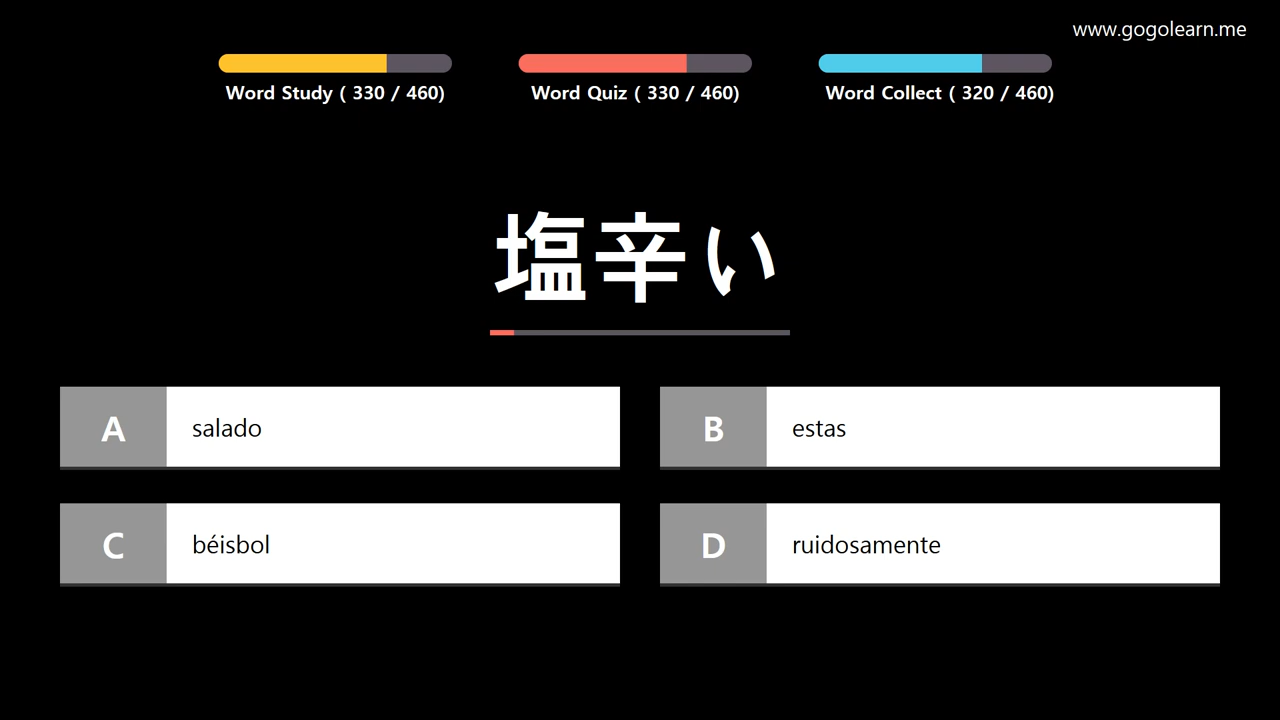 www.gogolearn.me
Word Study ( 330 / 460)
Word Quiz ( 330 / 460)
Word Collect ( 320 / 460)
塩辛い
A salado
B estas
C béisbol
D ruidosamente